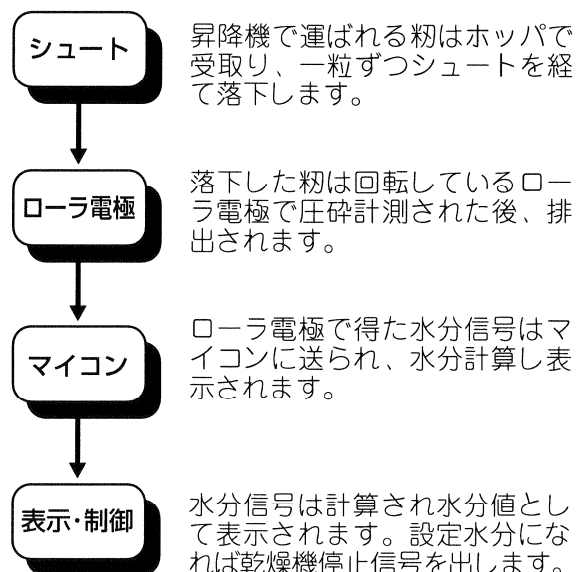 シュート
昇降機で運ばれる籾はホッパで
受取り、一粒ずつシュートを経
て落下します。
ローラ電極
落下した籾は回転しているロー
ラ電極で圧砕計測された後、排
出されます。
マイコン
ローラ電極で得た水分信号はマ
イコンに送られ、水分計算し表
示されます。
表示・制御
水分信号は計算され水分値とし
て表示されます。設定水分にな
れば乾燥機停止信号を出します。